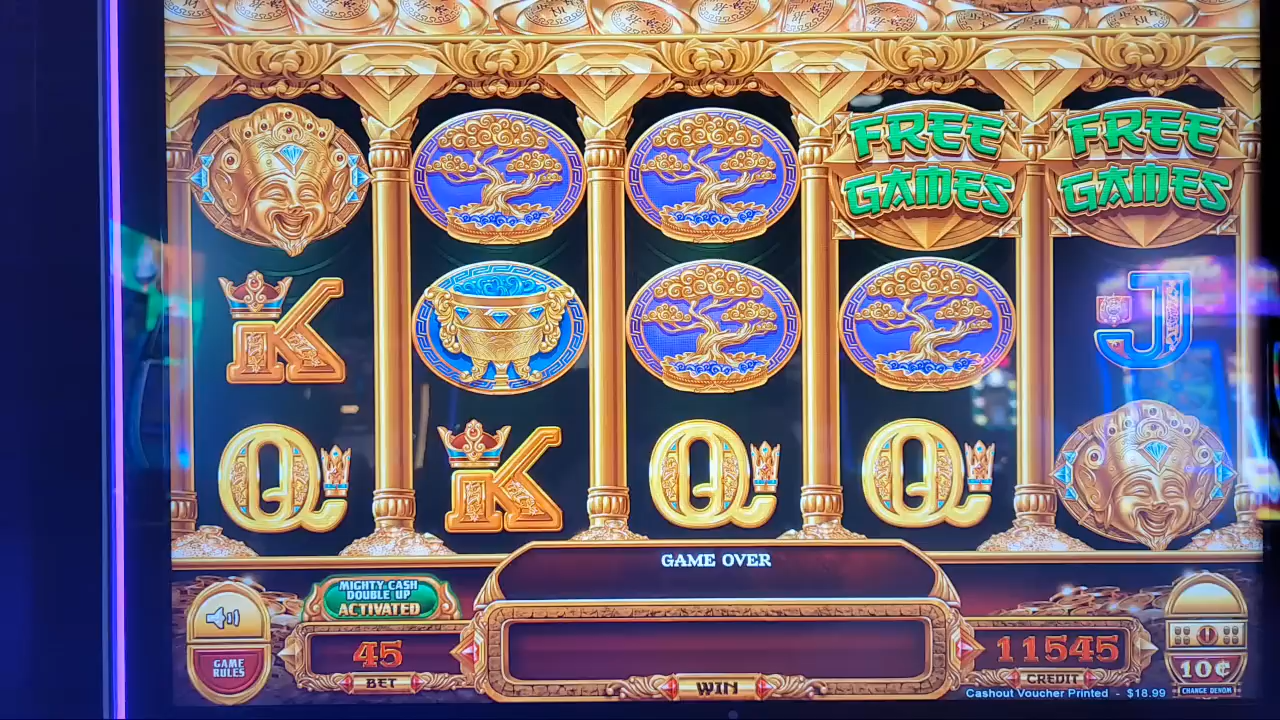 FREE
GAMES
FREE
GAMES
K
J
Q
K
Q
Q
GAME OVER
MIGHTY CASH
DOUBLE UP
ACTIVATED
GAME
RULES
45
BET
WIN
11545
CREDIT
10¢
CHANGE DENOM
Cashout Voucher Printed - $18.99